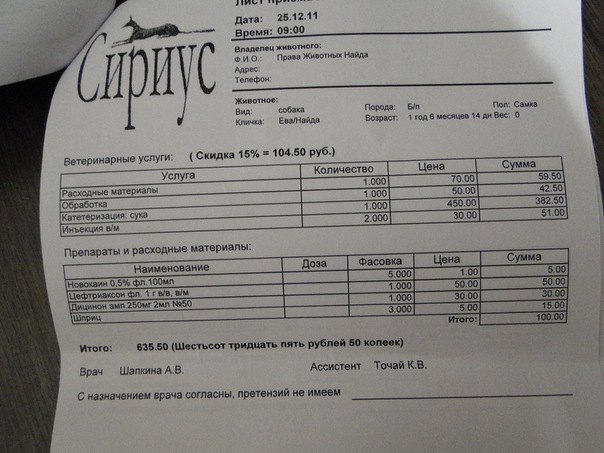 Лист приема
Дата: 25.12.11
Время: 09:00
Сириус
Владелец животного:
Ф.И.О.: Права Животных Найда
Адрес:
Телефон:
Животное:
Вид: собака Порода: Б/п Пол: Самка
Кличка: Ева/Найда Возраст: 1 год 6 месяцев 14 дн Вес: 0
Ветеринарные услуги: ( Скидка 15% = 104.50 руб.)
Услуга Количество Цена Сумма
Расходные материалы 1.000 70.00 59.50
Обработка 1.000 50.00 42.50
Катетеризация: сука 1.000 450.00 382.50
Инъекция в/м 2.000 30.00 51.00
Препараты и расходные материалы:
Наименование Доза Фасовка Цена Сумма
Новокаин 0,5% фл.100мл 5.000 1.00 5.00
Цефтриаксон фл. 1 г в/в, в/м 1.000 50.00 50.00
Дицинон амп.250мг 2мл №50 1.000 30.00 30.00
Шприц 3.000 5.00 15.00
Итого: 100.00
Итого: 635.50 (Шестьсот тридцать пять рублей 50 копеек)
Врач Шапкина А.В. Ассистент Точай К.В.
С назначением врача согласны, претензий не имеем